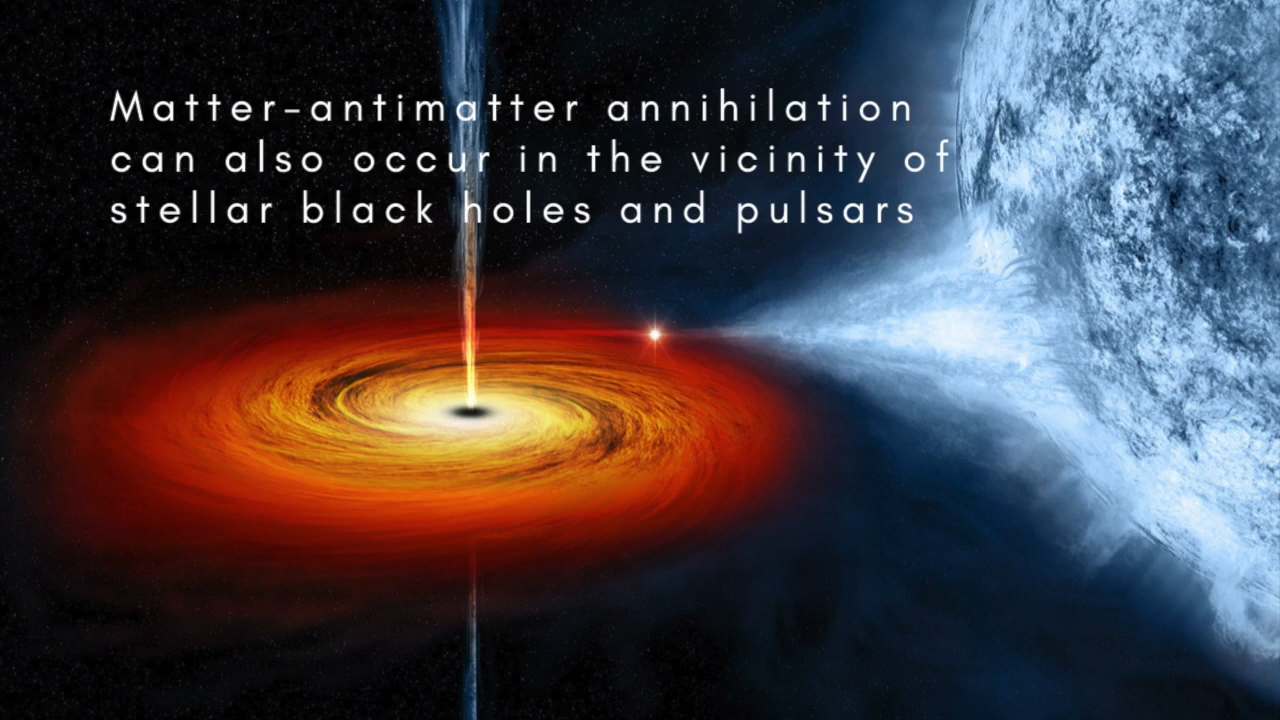 Matter-antimatter annihilation
can also occur in the vicinity of
stellar black holes and pulsars